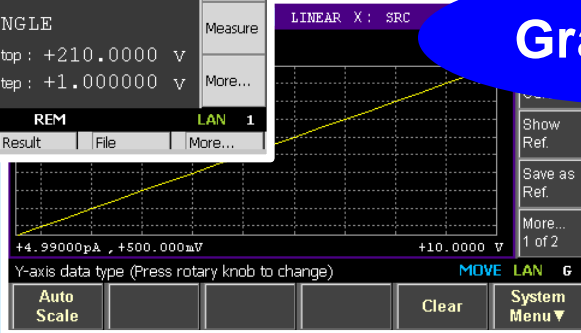 NGLE
top : +210.0000 V
tep : +1.000000 V
Measure
More...
REM LAN 1
Result File More...
LINEAR X: SRC
Gra
Show
Ref.
Save as
Ref.
More...
1 of 2
+4.99000pA ,+500.000mV +10.0000 V
Y-axis data type (Press rotary knob to change) MOVE LAN G
Auto
Scale
Clear
System
Menu▼